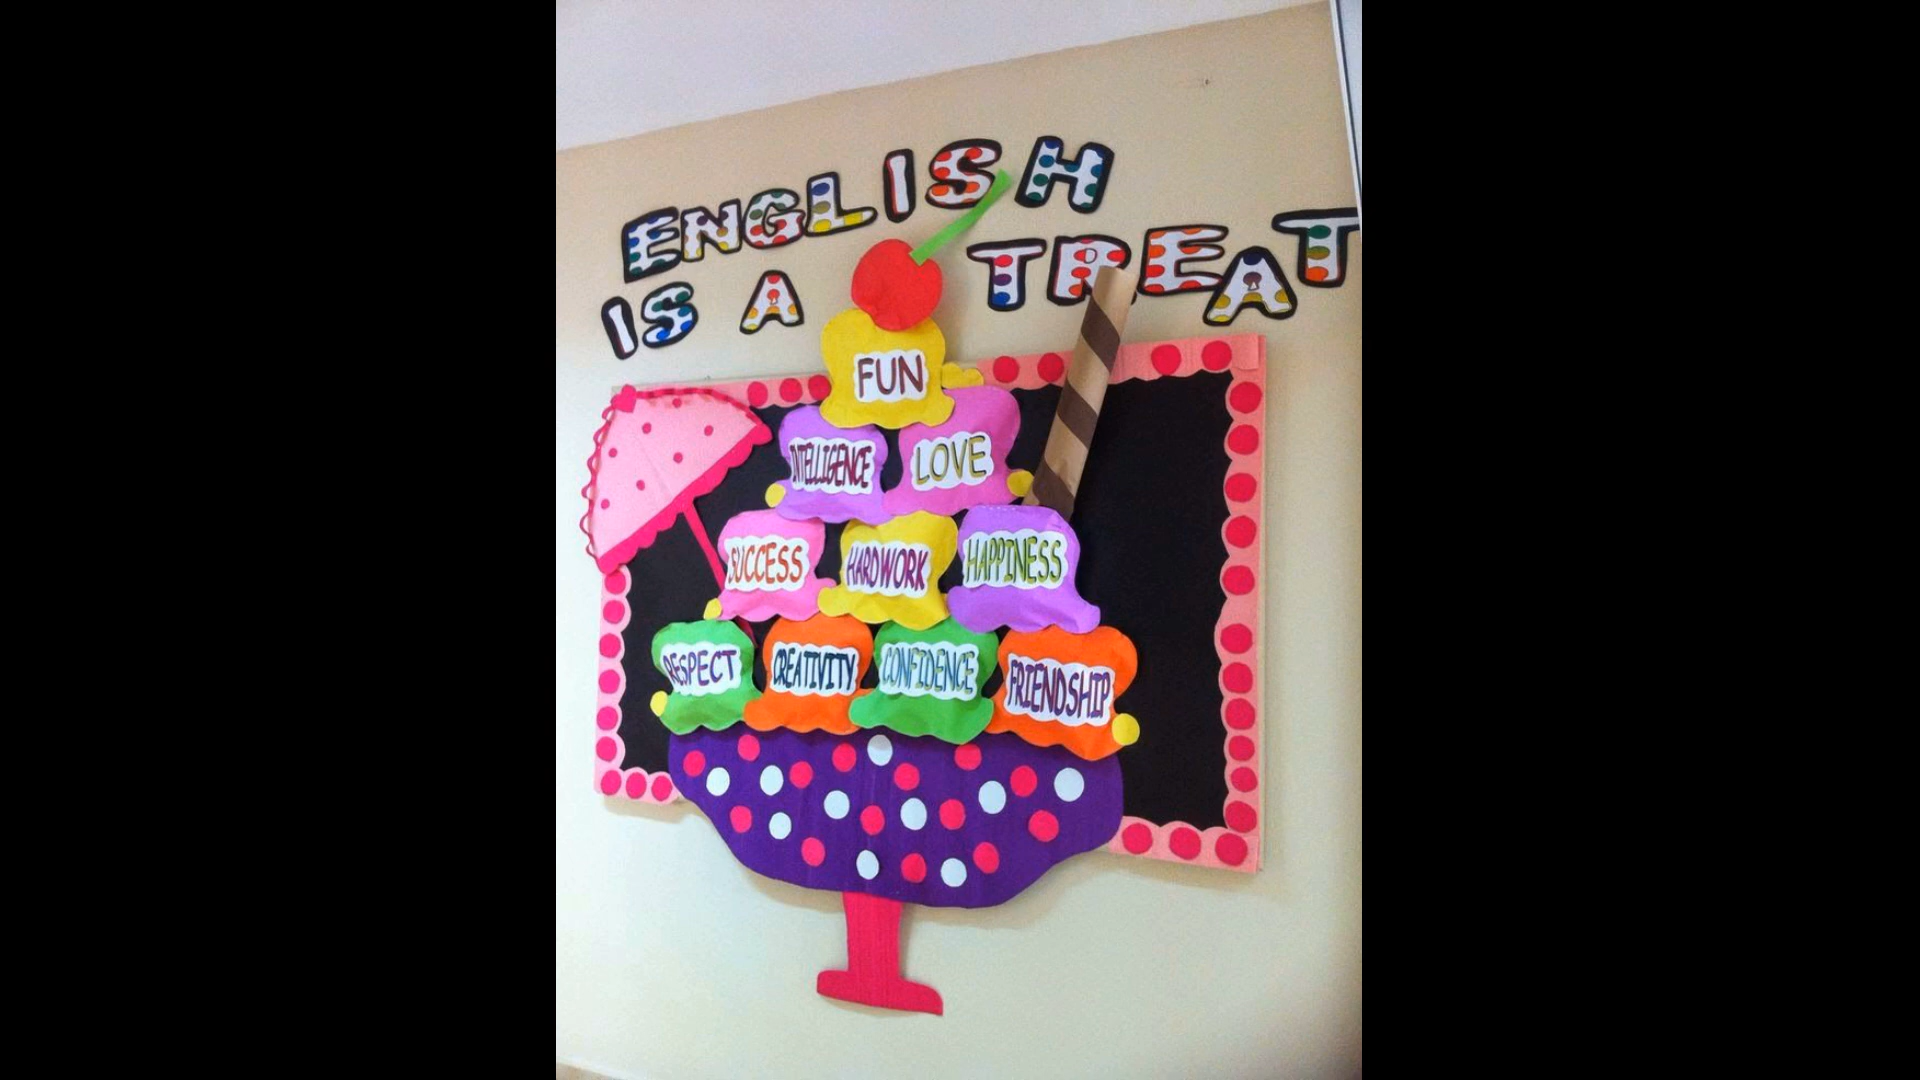 ENGLISH
IS A TREAT
FUN
INTELLIGENCE LOVE
SUCCESS HARDWORK HAPPINESS
RESPECT CREATIVITY CONFIDENCE FRIENDSHIP